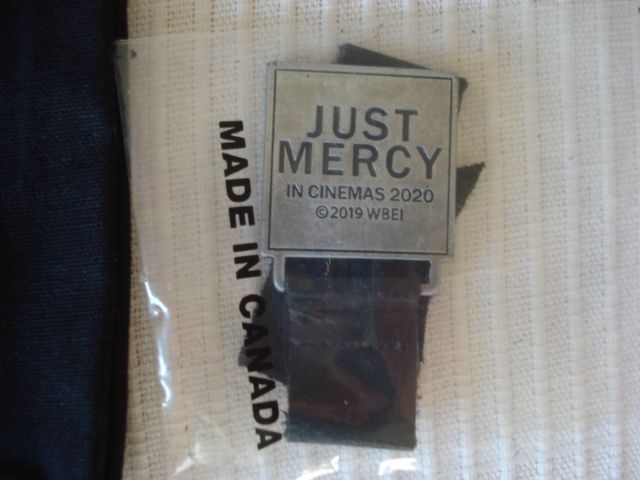 JUST
MERCY
IN CINEMAS 2020
©2019 WBEI
MADE IN CANADA